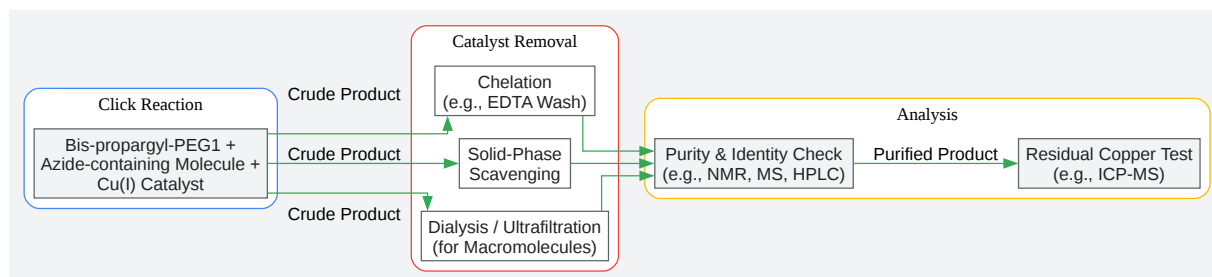 Click Reaction
Bis-propargyl-PEG1 +
Azide-containing Molecule +
Cu(I) Catalyst
Crude Product
Crude Product
Crude Product
Catalyst Removal
Chelation
(e.g., EDTA Wash)
Solid-Phase
Scavenging
Dialysis / Ultrafiltration
(for Macromolecules)
Analysis
Purity & Identity Check
(e.g., NMR, MS, HPLC)
Purified Product
Residual Copper Test
(e.g., ICP-MS)